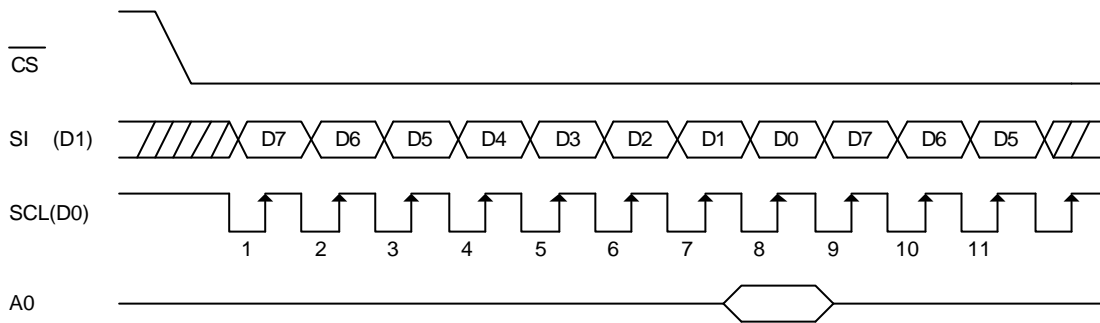 CS
SI (D1) D7 D6 D5 D4 D3 D2 D1 D0 D7 D6 D5
SCL(D0)
1 2 3 4 5 6 7 8 9 10 11
A0